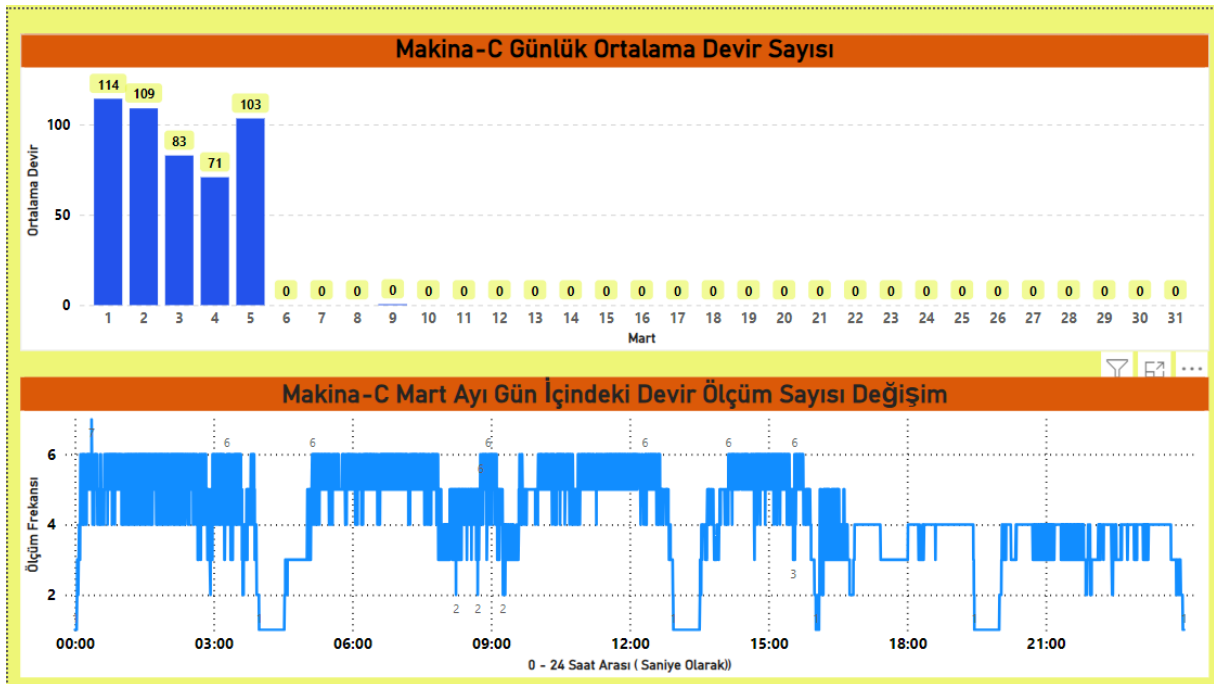 Makina-C Günlük Ortalama Devir Sayısı
Ortalama Devir
100
50
0
114 109 83 71 103 0 0 0 0 0 0 0 0 0 0 0 0 0 0 0 0 0 0 0 0 0 0 0 0 0 0
1 2 3 4 5 6 7 8 9 10 11 12 13 14 15 16 17 18 19 20 21 22 23 24 25 26 27 28 29 30 31
Mart
Makina-C Mart Ayı Gün İçindeki Devir Ölçüm Sayısı Değişim
Ölçüm Frekansı
6
4
2
7 6 6 6 6 6 6 6
2 2 2 3
00:00 03:00 06:00 09:00 12:00 15:00 18:00 21:00
0 - 24 Saat Arası ( Saniye Olarak))